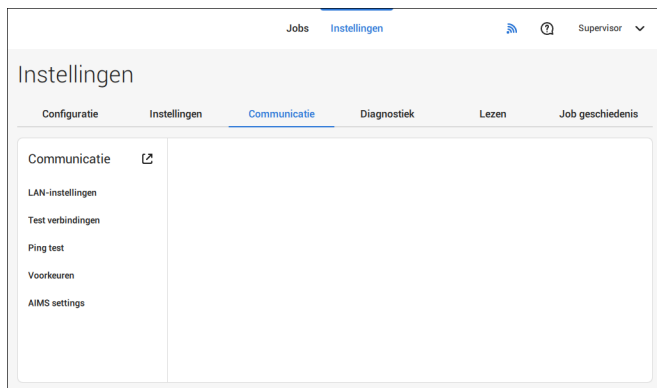 Jobs Instellingen Supervisor
Instellingen
Configuratie Instellingen Communicatie Diagnostiek Lezen Job geschiedenis
Communicatie
LAN-instellingen
Test verbindingen
Ping test
Voorkeuren
AIMS settings